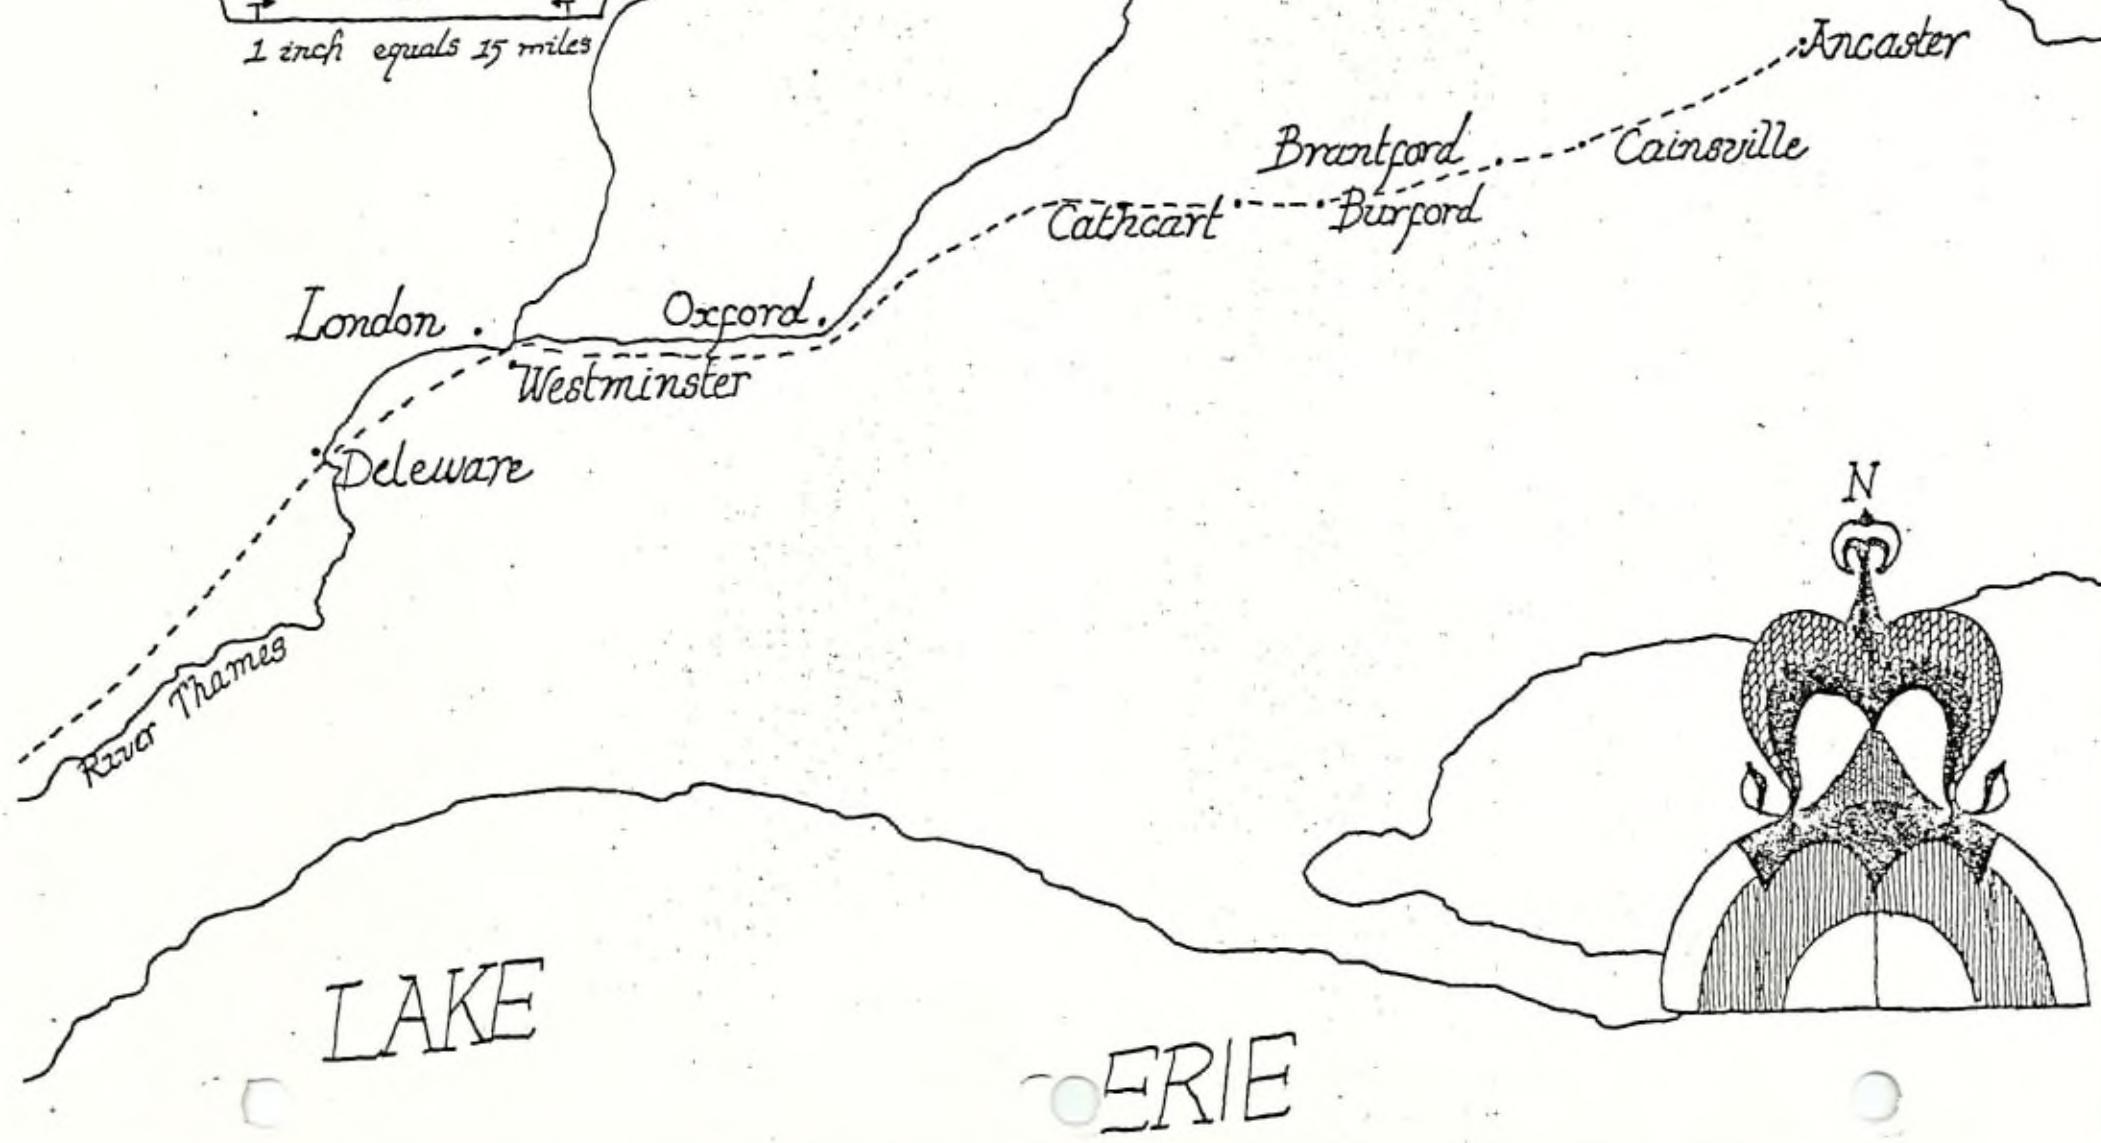 1 inch equals 15 miles
Ancaster
Brantford
Cainsville
Cathcart
Burford
London
Oxford
Westminster
Deleware
N
River Thames
LAKE
ERIE